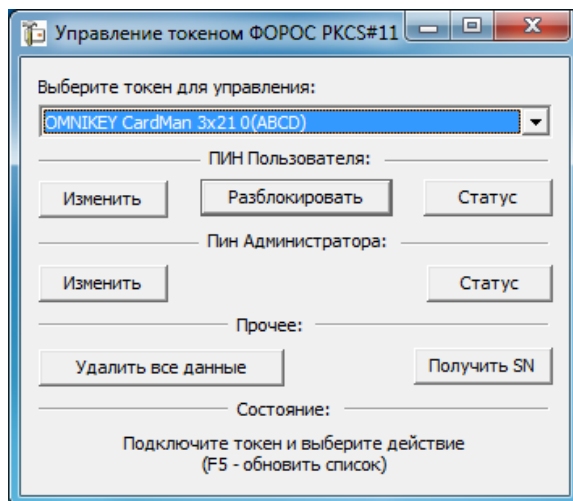 Управление токеном ФОРОС PKCS#11
Выберите токен для управления:
OMNIKEY CardMan 3x21 0(ABCD)
ПИН Пользователя:
Изменить Разблокировать Статус
Пин Администратора:
Изменить Статус
Прочее:
Удалить все данные Получить SN
Состояние:
Подключите токен и выберите действие
(F5 - обновить список)